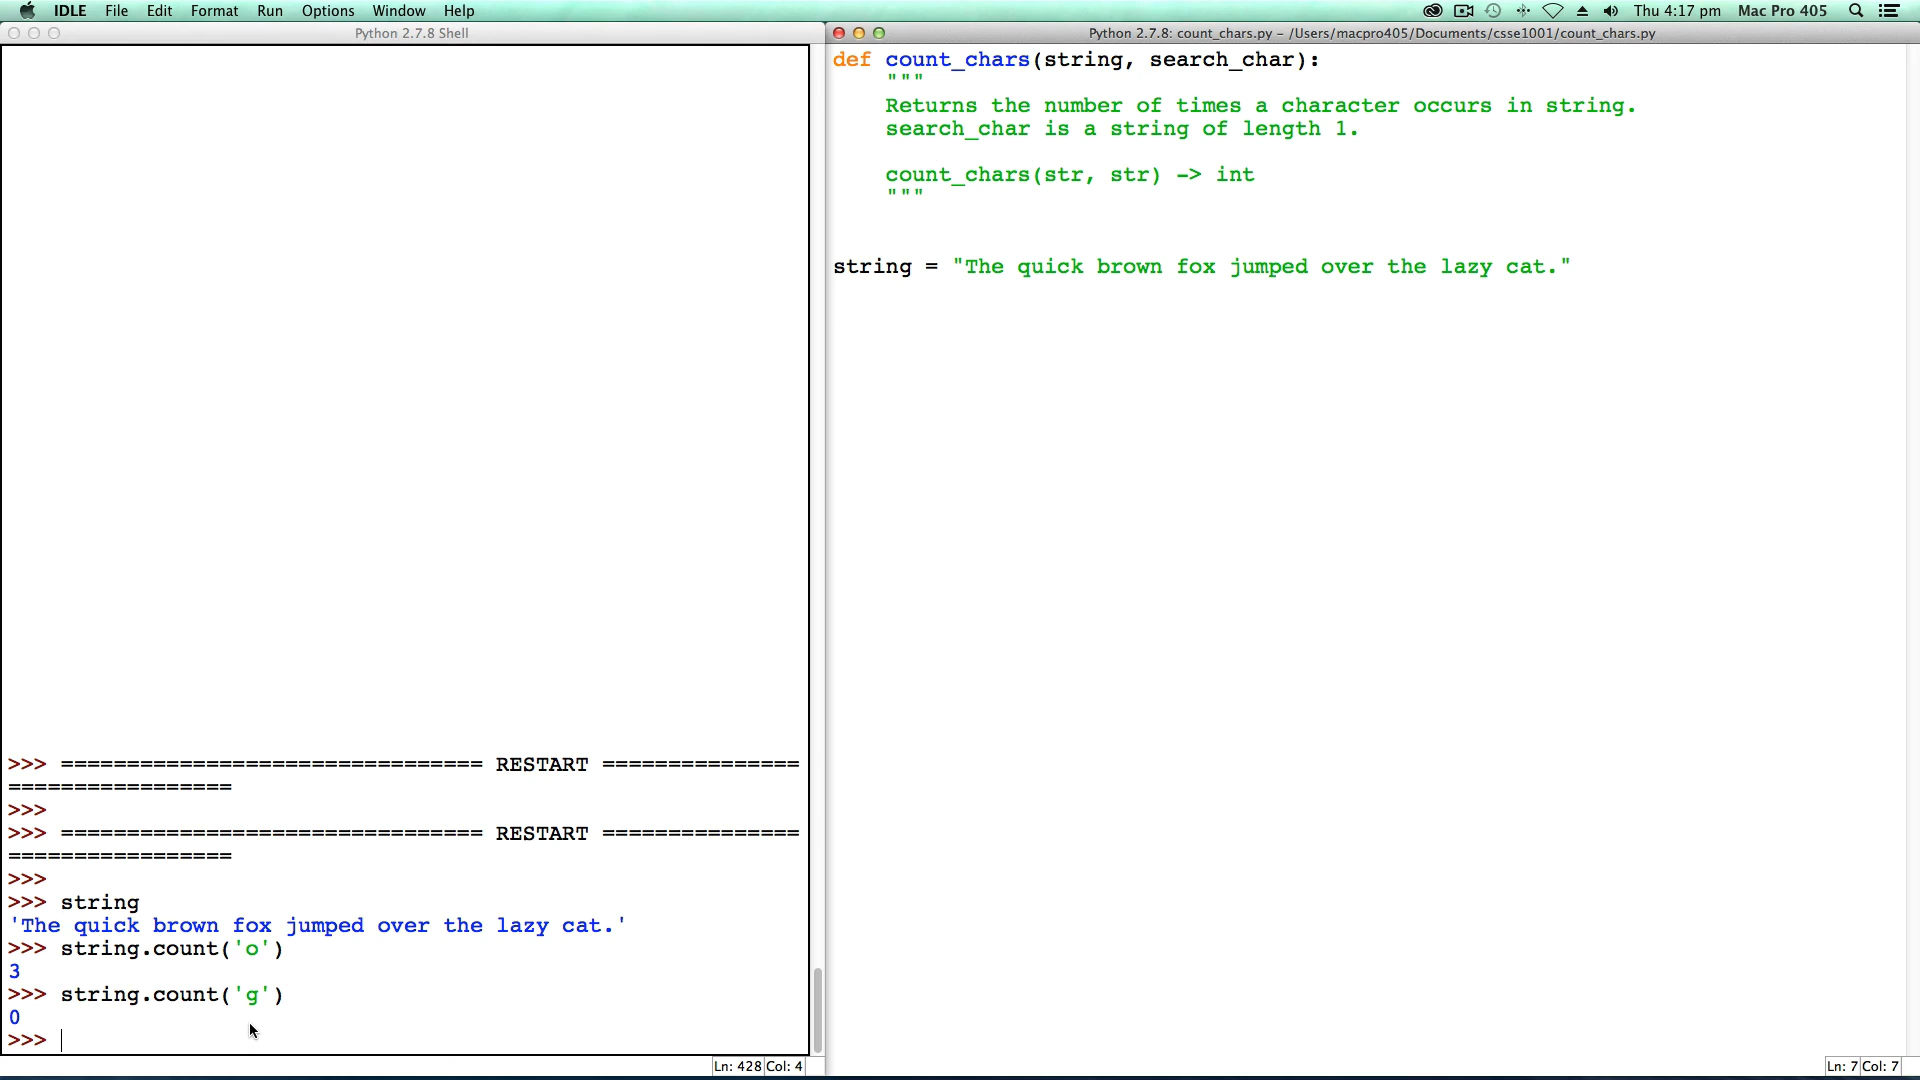 IDLE File Edit Format Run Options Window Help Thu 4:17 pm Mac Pro 405
Python 2.7.8 Shell
>>> ================================ RESTART ===============
=================
>>>
>>> ================================ RESTART ===============
=================
>>>
>>> string
'The quick brown fox jumped over the lazy cat.'
>>> string.count('o')
3
>>> string.count('g')
0
>>>
Ln: 428 Col: 4
Python 2.7.8: count_chars.py - /Users/macpro405/Documents/csse1001/count_chars.py
def count_chars(string, search_char):
"""
Returns the number of times a character occurs in string.
search_char is a string of length 1.
count_chars(str, str) -> int
"""
string = "The quick brown fox jumped over the lazy cat."
Ln: 7 Col: 7